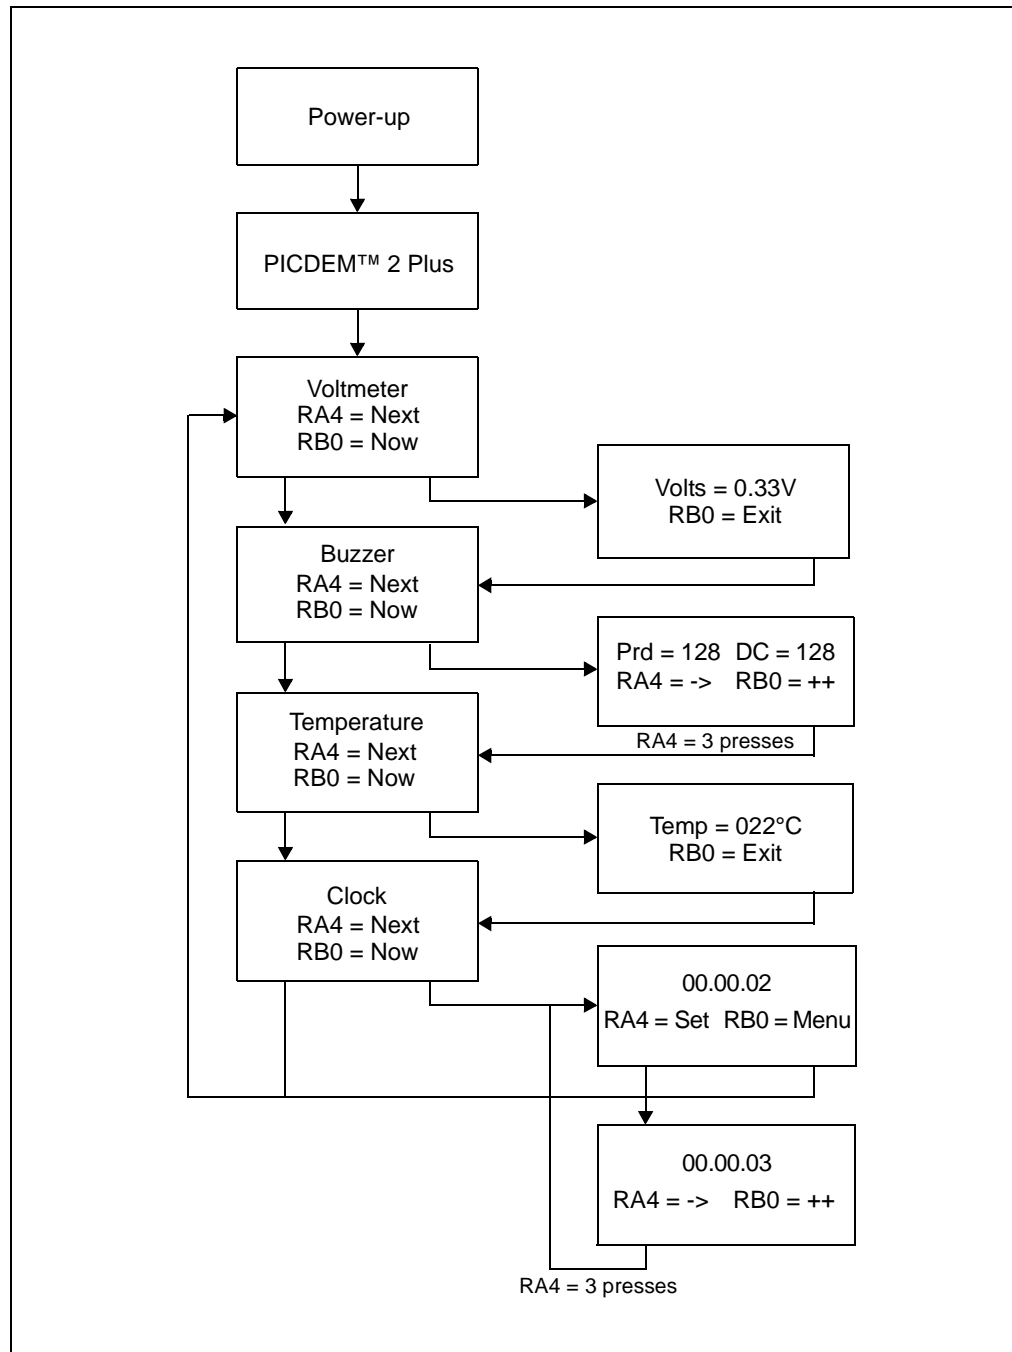 Power-up
PICDEM™ 2 Plus
Voltmeter
RA4 = Next
RB0 = Now
Volts = 0.33V
RB0 = Exit
Buzzer
RA4 = Next
RB0 = Now
Prd = 128 DC = 128
RA4 = -> RB0 = ++
RA4 = 3 presses
Temperature
RA4 = Next
RB0 = Now
Temp = 022°C
RB0 = Exit
Clock
RA4 = Next
RB0 = Now
00.00.02
RA4 = Set RB0 = Menu
00.00.03
RA4 = -> RB0 = ++
RA4 = 3 presses